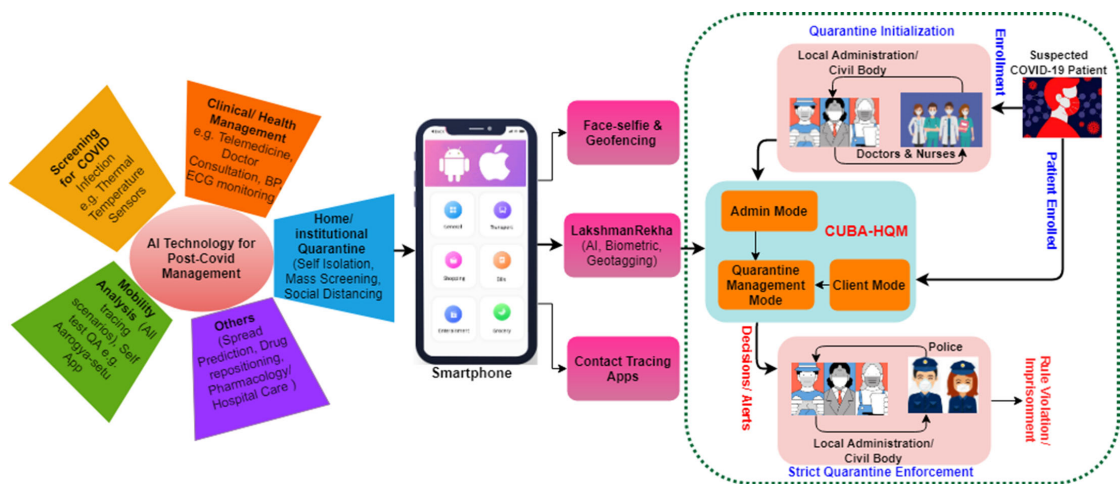 Screening
for COVID
Infection
e.g. Thermal
Temperature
Sensors
Clinical/ Health
Management
e.g. Telemedicine,
Doctor
Consultation, BP,
ECG monitoring
AI Technology for
Post-Covid
Management
Home/
institutional
Quarantine
(Self Isolation,
Mass Screening,
Social Distancing
Mobility
Analysis (All
tracing
scenarios), Self
test QA e.g.
Aarogya-setu
App
Others
(Spread
Prediction, Drug
repositioning,
Pharmacology/
Hospital Care )
Transport
Shopping
Bills
Entertainment
Grocery
Smartphone
Face-selfie &
Geofencing
LakshmanRekha
(AI, Biometric,
Geotagging)
Contact Tracing
Apps
Quarantine Initialization
Local Administration/
Civil Body
Doctors & Nurses
Enrollment
Suspected
COVID-19 Patient
Patient Enrolled
Admin Mode
CUBA-HQM
Quarantine
Management
Mode
Client Mode
Decisions/ Alerts
Police
Local Administration/
Civil Body
Strict Quarantine Enforcement
Rule Violation/
Imprisonment